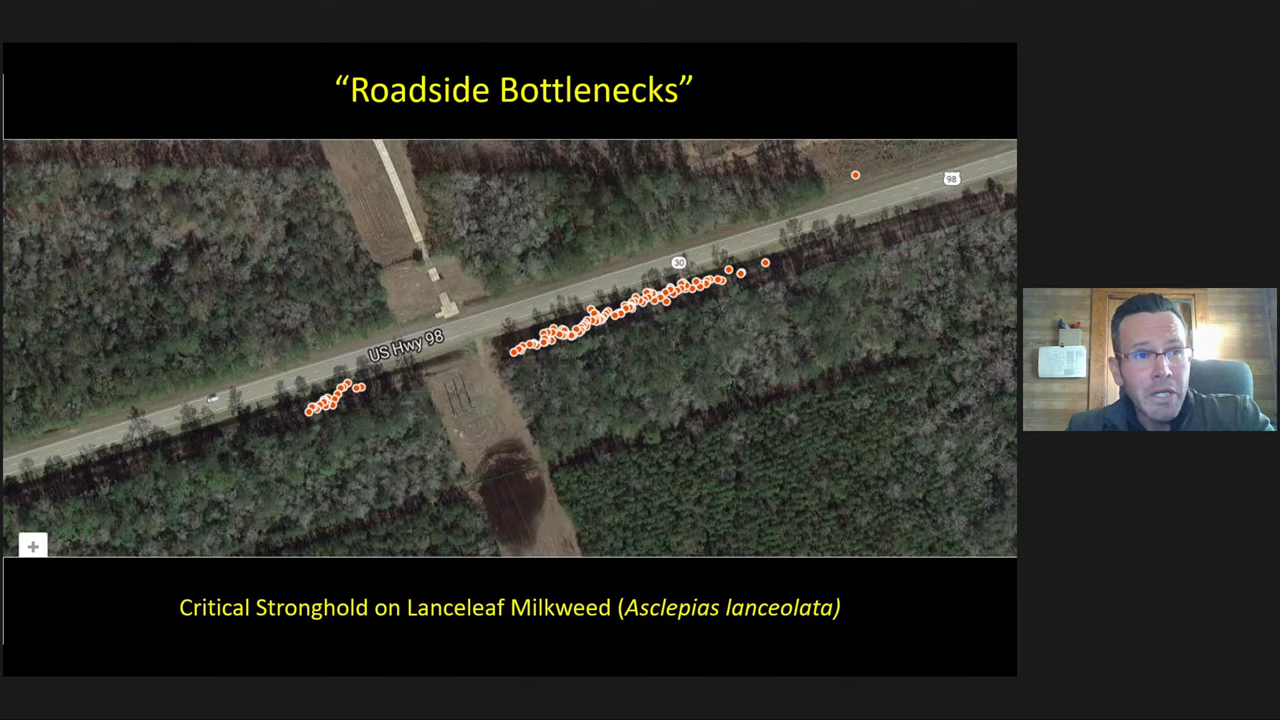 “Roadside Bottlenecks”
98
30
US Hwy 98
Critical Stronghold on Lanceleaf Milkweed (Asclepias lanceolata)